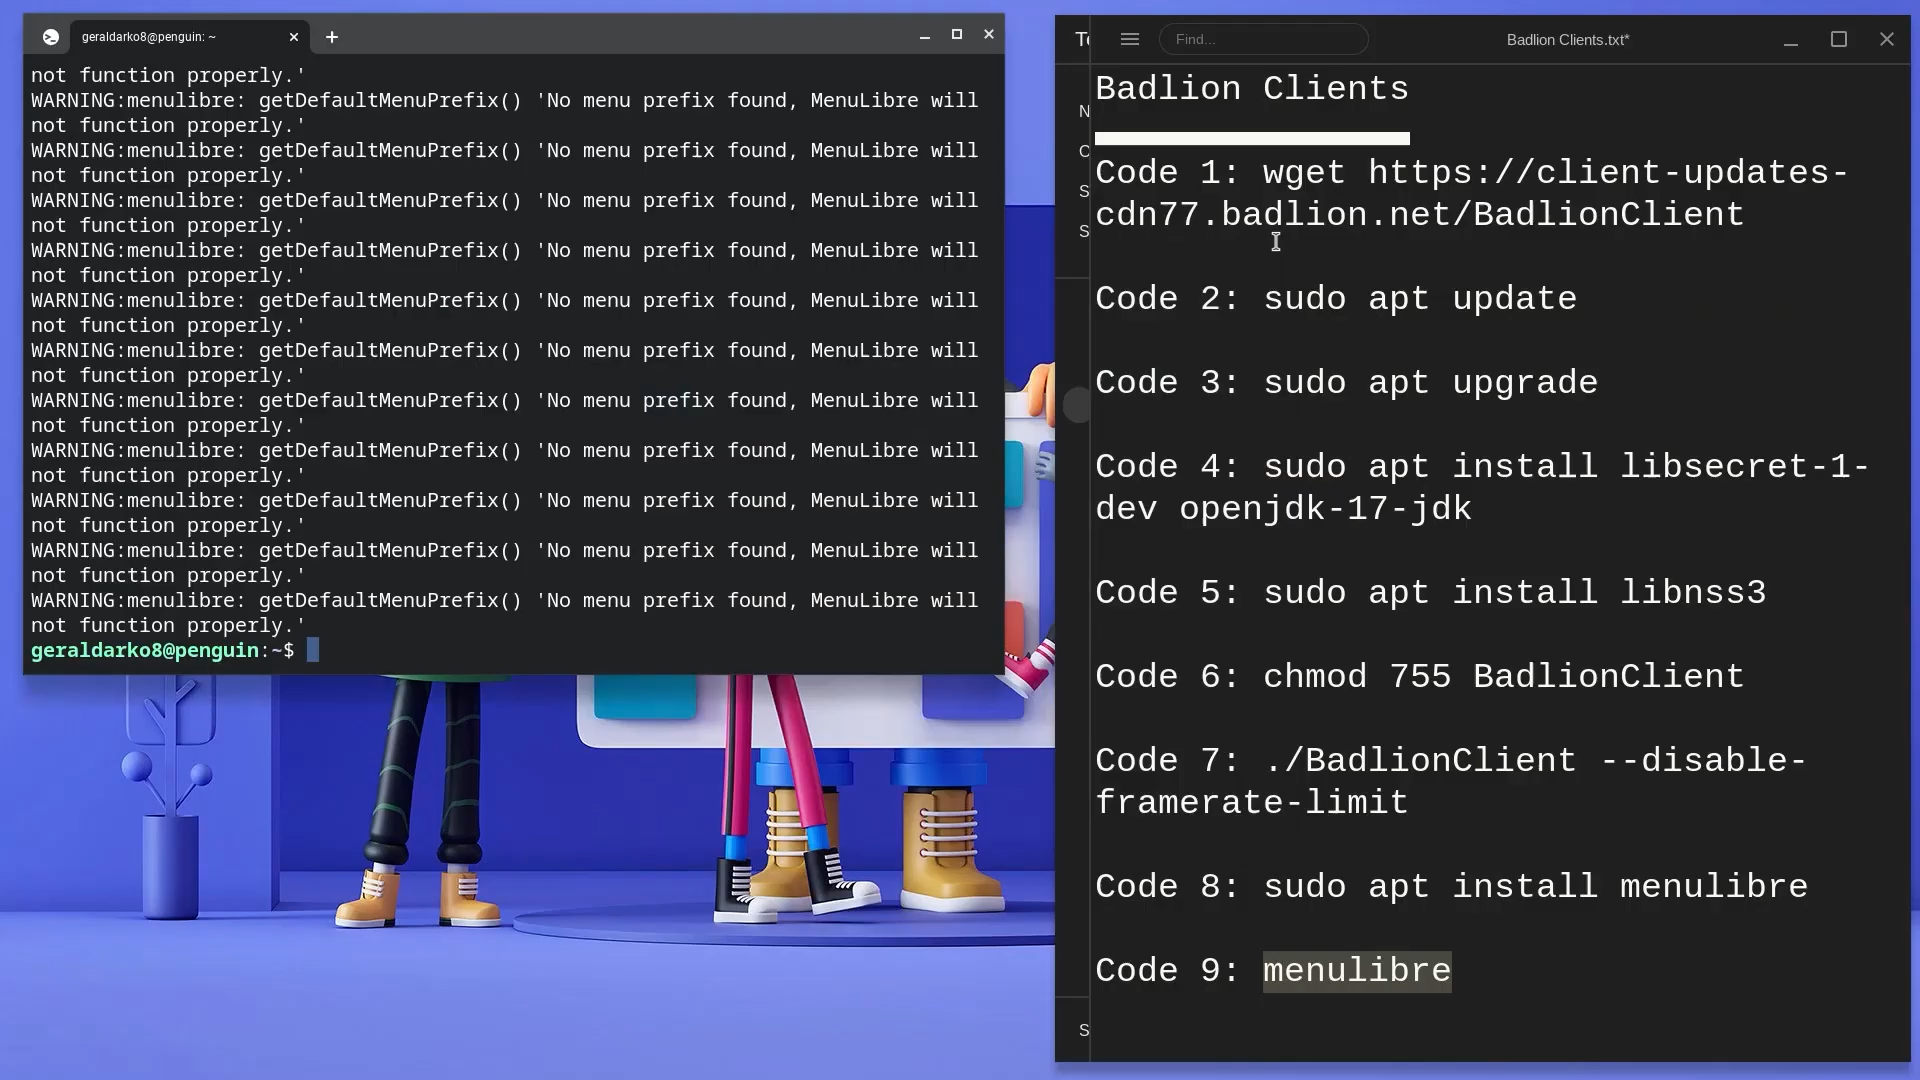 geraldarko8@penguin: ~
not function properly.'
WARNING:menulibre: getDefaultMenuPrefix() 'No menu prefix found, MenuLibre will
not function properly.'
WARNING:menulibre: getDefaultMenuPrefix() 'No menu prefix found, MenuLibre will
not function properly.'
WARNING:menulibre: getDefaultMenuPrefix() 'No menu prefix found, MenuLibre will
not function properly.'
WARNING:menulibre: getDefaultMenuPrefix() 'No menu prefix found, MenuLibre will
not function properly.'
WARNING:menulibre: getDefaultMenuPrefix() 'No menu prefix found, MenuLibre will
not function properly.'
WARNING:menulibre: getDefaultMenuPrefix() 'No menu prefix found, MenuLibre will
not function properly.'
WARNING:menulibre: getDefaultMenuPrefix() 'No menu prefix found, MenuLibre will
not function properly.'
WARNING:menulibre: getDefaultMenuPrefix() 'No menu prefix found, MenuLibre will
not function properly.'
WARNING:menulibre: getDefaultMenuPrefix() 'No menu prefix found, MenuLibre will
not function properly.'
WARNING:menulibre: getDefaultMenuPrefix() 'No menu prefix found, MenuLibre will
not function properly.'
WARNING:menulibre: getDefaultMenuPrefix() 'No menu prefix found, MenuLibre will
not function properly.'
geraldarko8@penguin:~$
Find...
Badlion Clients.txt*
Badlion Clients
Code 1: wget https://client-updates-
cdn77.badlion.net/BadlionClient
Code 2: sudo apt update
Code 3: sudo apt upgrade
Code 4: sudo apt install libsecret-1-
dev openjdk-17-jdk
Code 5: sudo apt install libnss3
Code 6: chmod 755 BadlionClient
Code 7: ./BadlionClient --disable-
framerate-limit
Code 8: sudo apt install menulibre
Code 9: menulibre